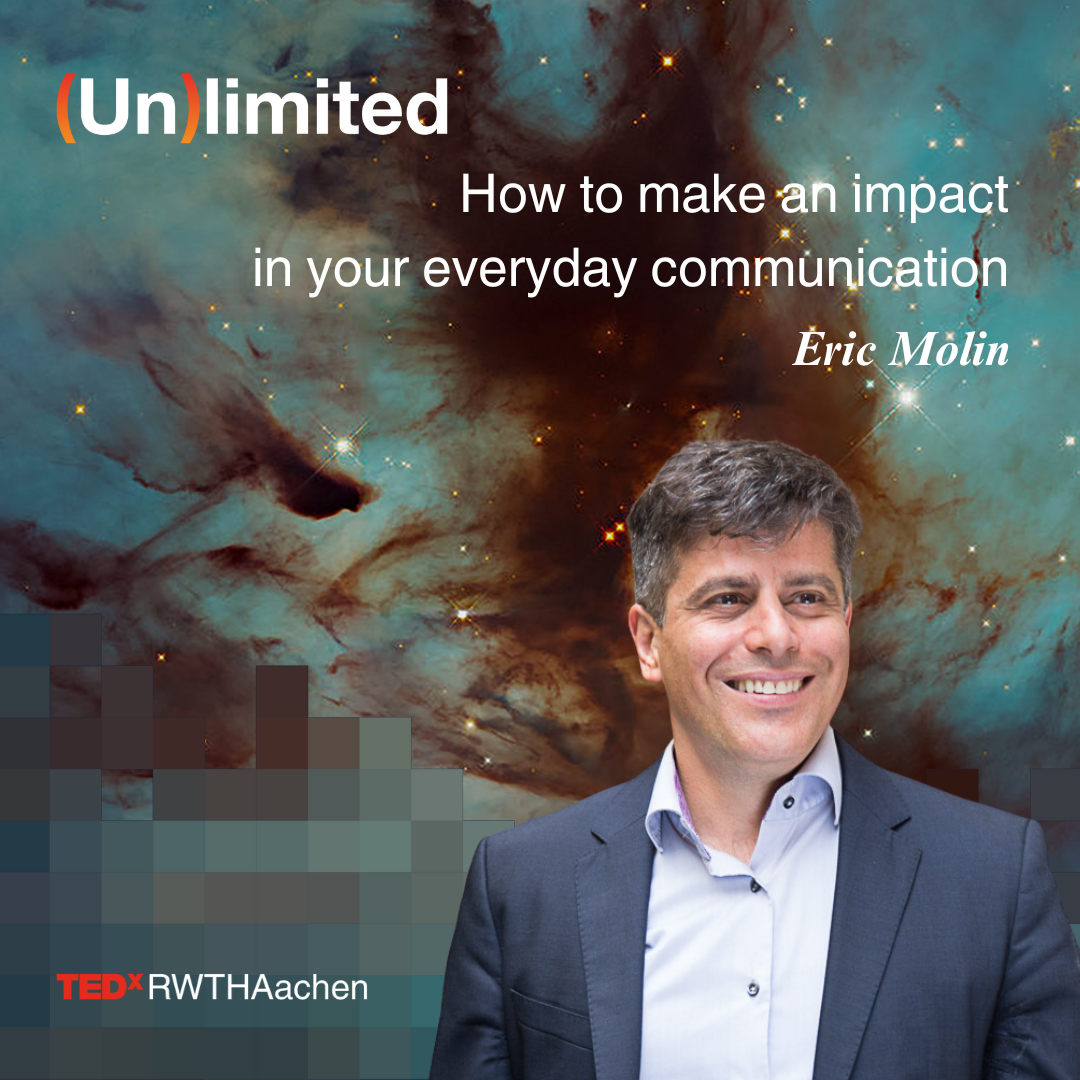 (Un)limited
How to make an impact
in your everyday communication
Eric Molin
TEDxRWTHAachen